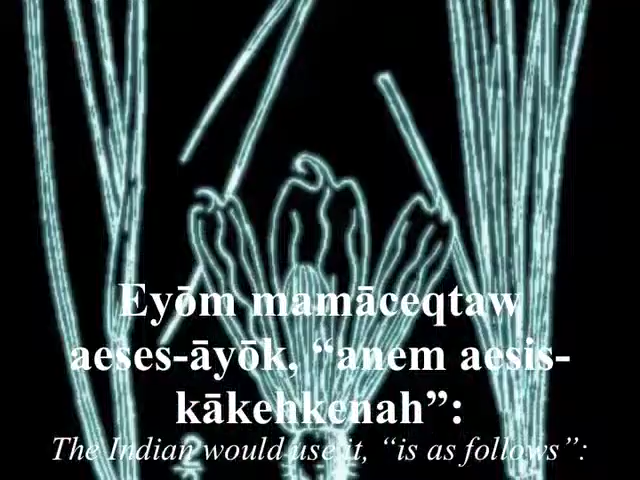 Eyōm mamāceqtaw
aeses-āyōk, “anem aesis-
kākehkenah”:
The Indian would use it, “is as follows”: